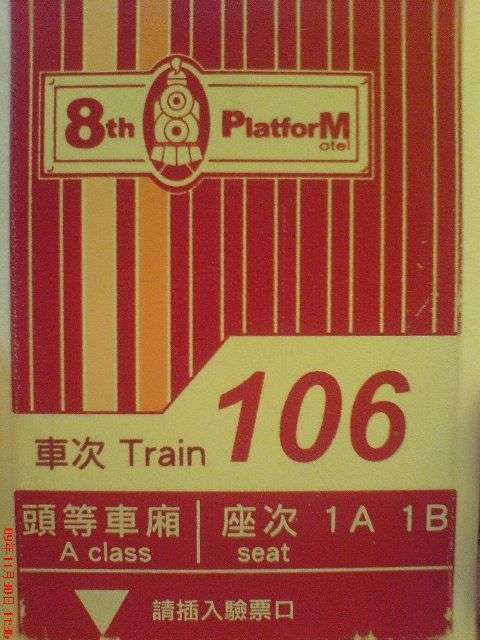 8th PlatforM
otel
車次 Train 106
頭等車廂 座次 1A 1B
A class seat
請插入驗票口